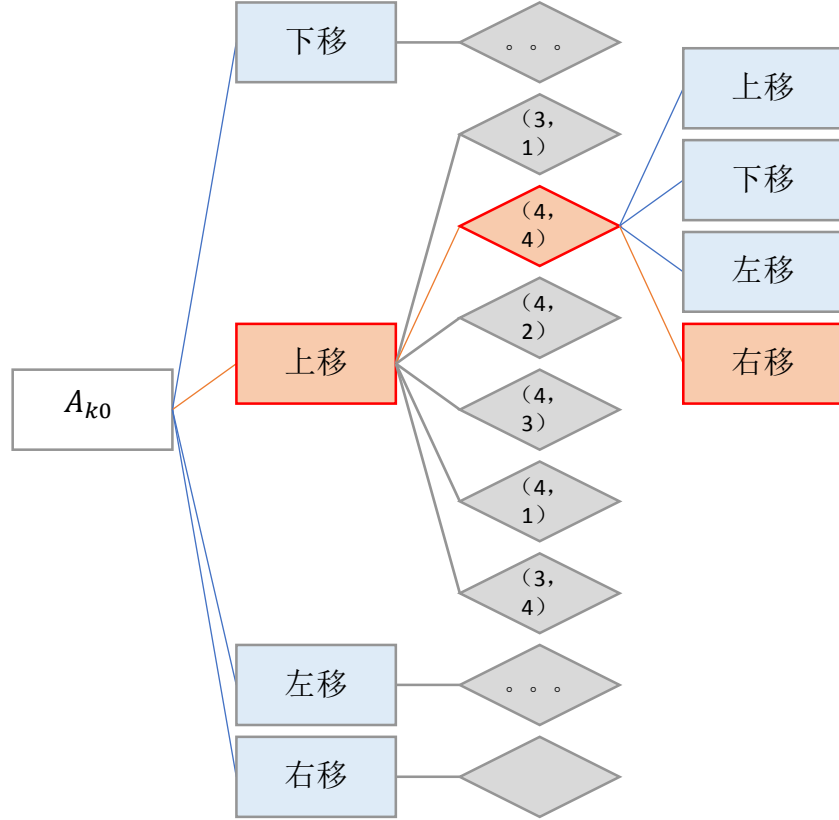 下移
。。。
上移
（3，
1）
下移
（4，
4）
左移
（4，
2）
上移
右移
A_{k0}
（4，
3）
（4，
1）
（3，
4）
左移
。。。
右移